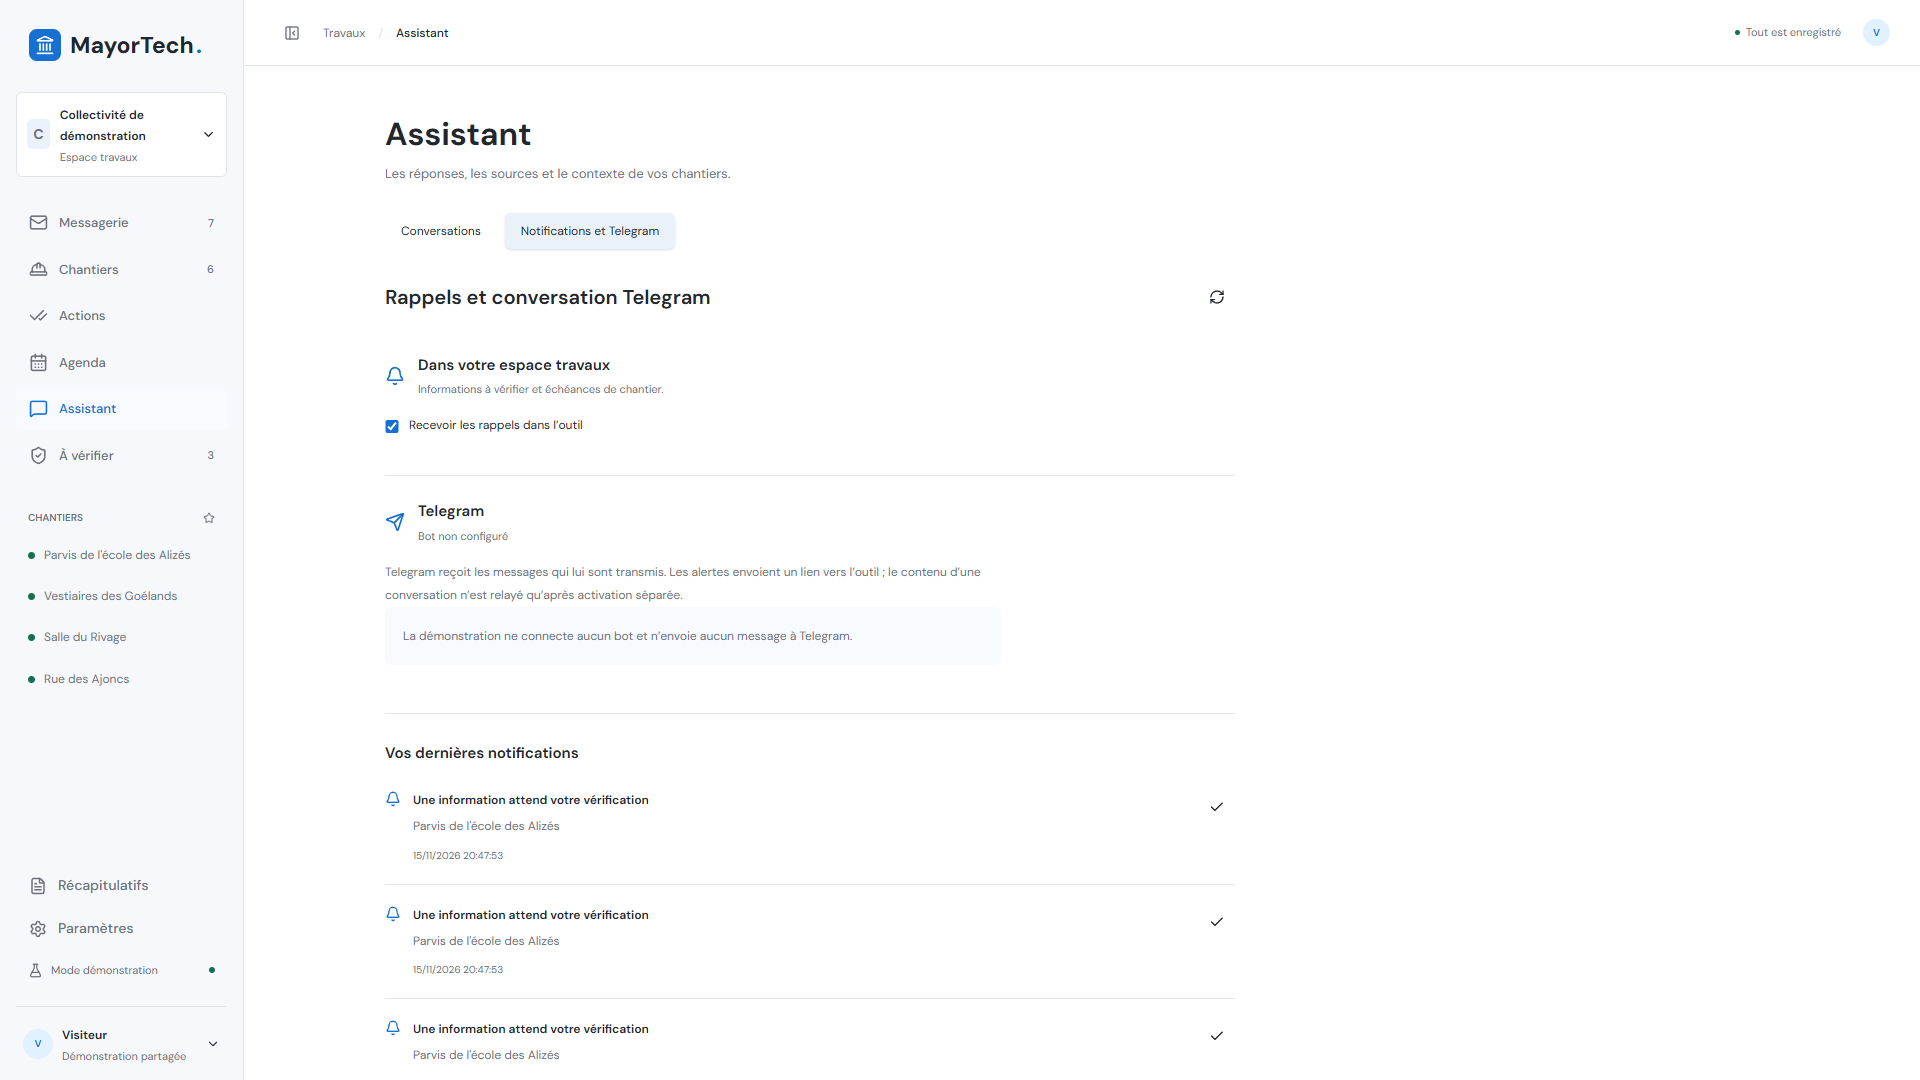 MayorTech.
C
Collectivité de
démonstration
Espace travaux
Messagerie 7
Chantiers 6
Actions
Agenda
Assistant
À vérifier 3
CHANTIERS
Parvis de l'école des Alizés
Vestiaires des Goélands
Salle du Rivage
Rue des Ajoncs
Récapitulatifs
Paramètres
Mode démonstration
V
Visiteur
Démonstration partagée
Travaux / Assistant
Tout est enregistré
V
Assistant
Les réponses, les sources et le contexte de vos chantiers.
Conversations
Notifications et Telegram
Rappels et conversation Telegram
Dans votre espace travaux
Informations à vérifier et échéances de chantier.
Recevoir les rappels dans l’outil
Telegram
Bot non configuré
Telegram reçoit les messages qui lui sont transmis. Les alertes envoient un lien vers l’outil ; le contenu d’une
conversation n’est relayé qu’après activation séparée.
La démonstration ne connecte aucun bot et n’envoie aucun message à Telegram.
Vos dernières notifications
Une information attend votre vérification
Parvis de l'école des Alizés
15/11/2026 20:47:53
Une information attend votre vérification
Parvis de l'école des Alizés
15/11/2026 20:47:53
Une information attend votre vérification
Parvis de l'école des Alizés